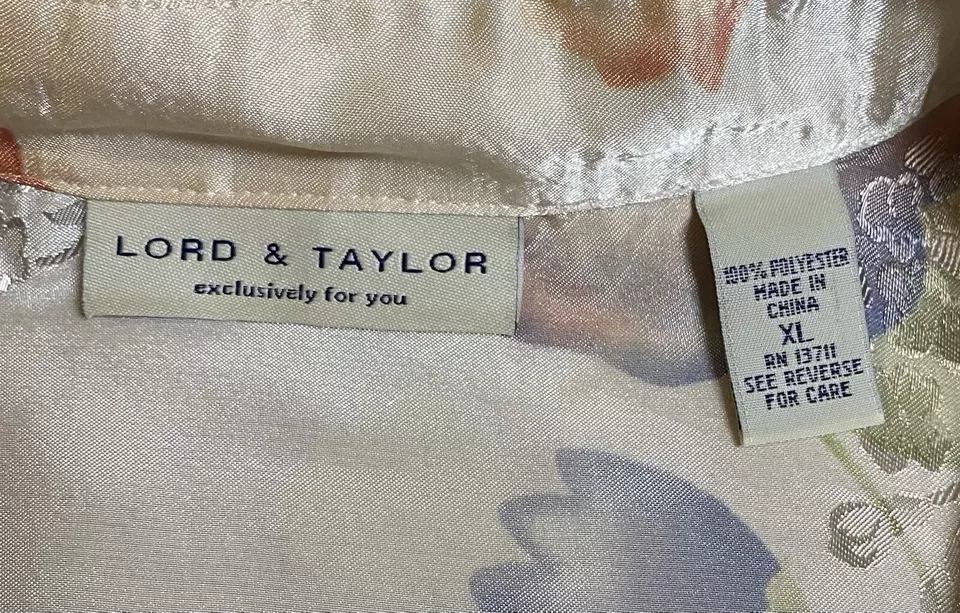 LORD & TAYLOR
exclusively for you
100% POLYESTER
MADE IN
CHINA
XL
RN 13711
SEE REVERSE
FOR CARE